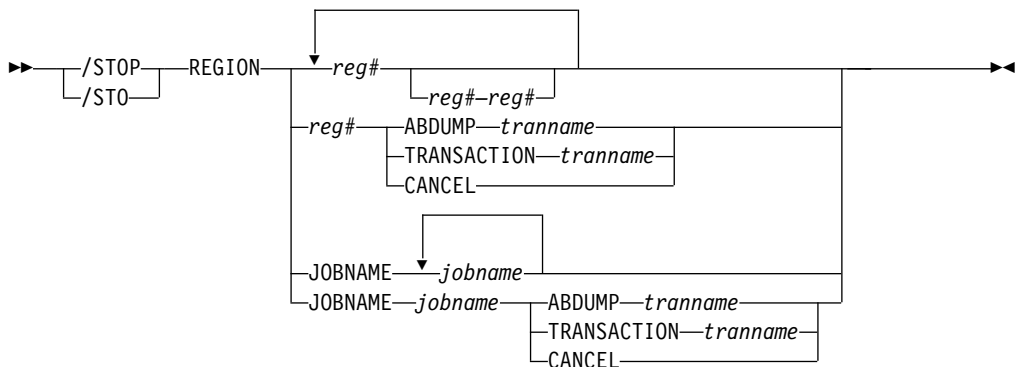 /STOP REGION reg#
/STO reg#–reg#
reg# ABDUMP tranname
TRANSACTION tranname
CANCEL
JOBNAME jobname
JOBNAME jobname ABDUMP tranname
TRANSACTION tranname
CANCEL